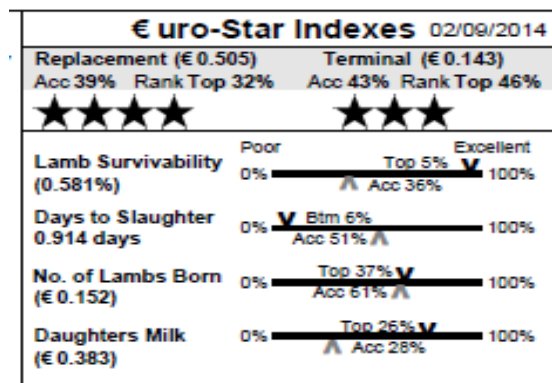 € uro-Star Indexes 02/09/2014
Replacement (€ 0.505) Terminal (€ 0.143)
Acc 39% Rank Top 32% Acc 43% Rank Top 46%
Poor Excellent
Lamb Survivability
(0.581%)
Top 5%
0% 100%
Acc 36%
Days to Slaughter
0.914 days
Btm 6%
0% 100%
Acc 51%
No. of Lambs Born
(€ 0.152)
Top 37%
0% 100%
Acc 61%
Daughters Milk
(€ 0.383)
Top 26%
0% 100%
Acc 28%